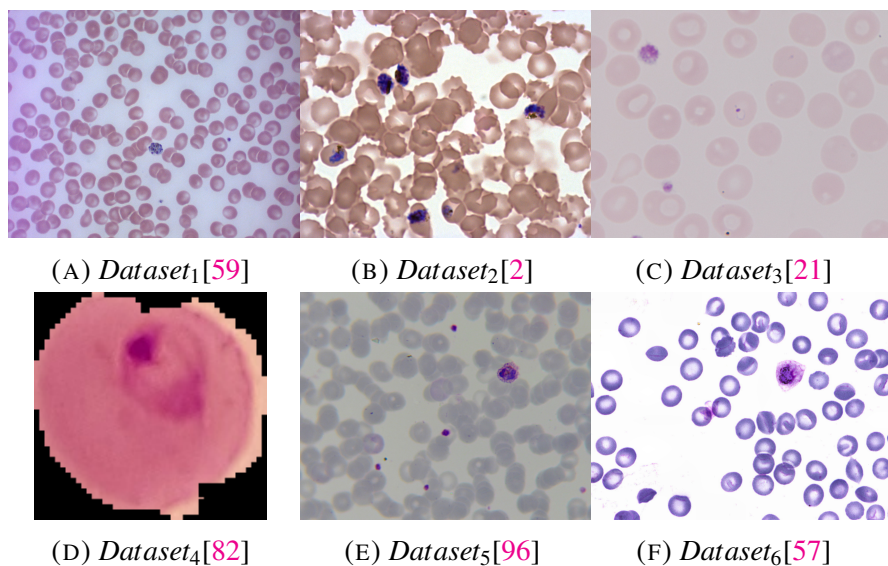 (A) Dataset₁[59]
(B) Dataset₂[2]
(C) Dataset₃[21]
(D) Dataset₄[82]
(E) Dataset₅[96]
(F) Dataset₆[57]